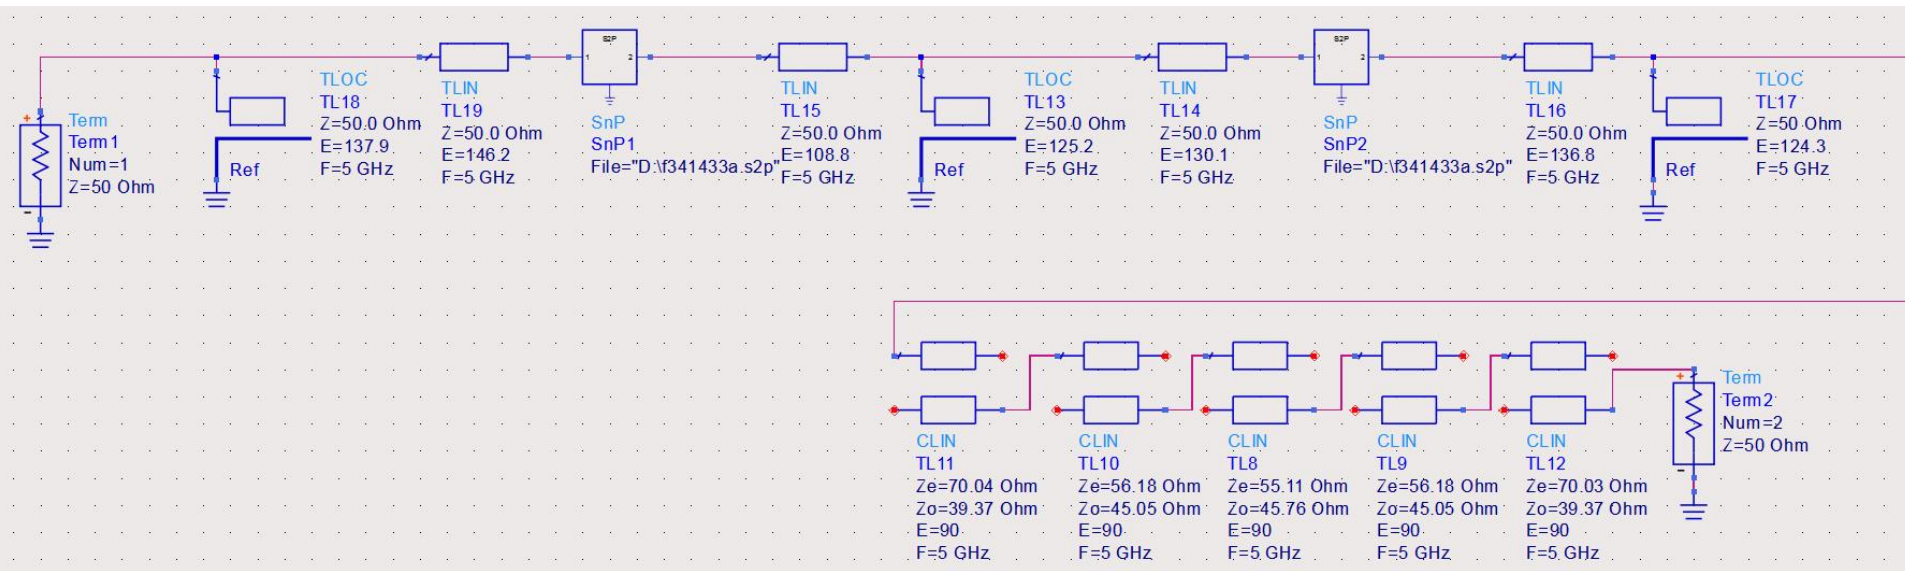 S2P
1
2
S2P
1
2
+
Term
Term1
Num=1
Z=50 Ohm
-
Ref
TLOC
TL18
Z=50.0 Ohm
E=137.9
F=5 GHz
TLIN
TL19
Z=50.0 Ohm
E=146.2
F=5 GHz
SnP
SnP1
File="D:\f341433a.s2p"
TLIN
TL15
Z=50.0 Ohm
E=108.8
F=5 GHz
Ref
TLOC
TL13
Z=50.0 Ohm
E=125.2
F=5 GHz
TLIN
TL14
Z=50.0 Ohm
E=130.1
F=5 GHz
SnP
SnP2
File="D:\f341433a.s2p"
TLIN
TL16
Z=50.0 Ohm
E=136.8
F=5 GHz
Ref
TLOC
TL17
Z=50 Ohm
E=124.3
F=5 GHz
CLIN
TL11
Ze=70.04 Ohm
Zo=39.37 Ohm
E=90
F=5 GHz
CLIN
TL10
Ze=56.18 Ohm
Zo=45.05 Ohm
E=90
F=5 GHz
CLIN
TL8
Ze=55.11 Ohm
Zo=45.76 Ohm
E=90
F=5 GHz
CLIN
TL9
Ze=56.18 Ohm
Zo=45.05 Ohm
E=90
F=5 GHz
CLIN
TL12
Ze=70.03 Ohm
Zo=39.37 Ohm
E=90
F=5 GHz
+
Term
Term2
Num=2
Z=50 Ohm
-